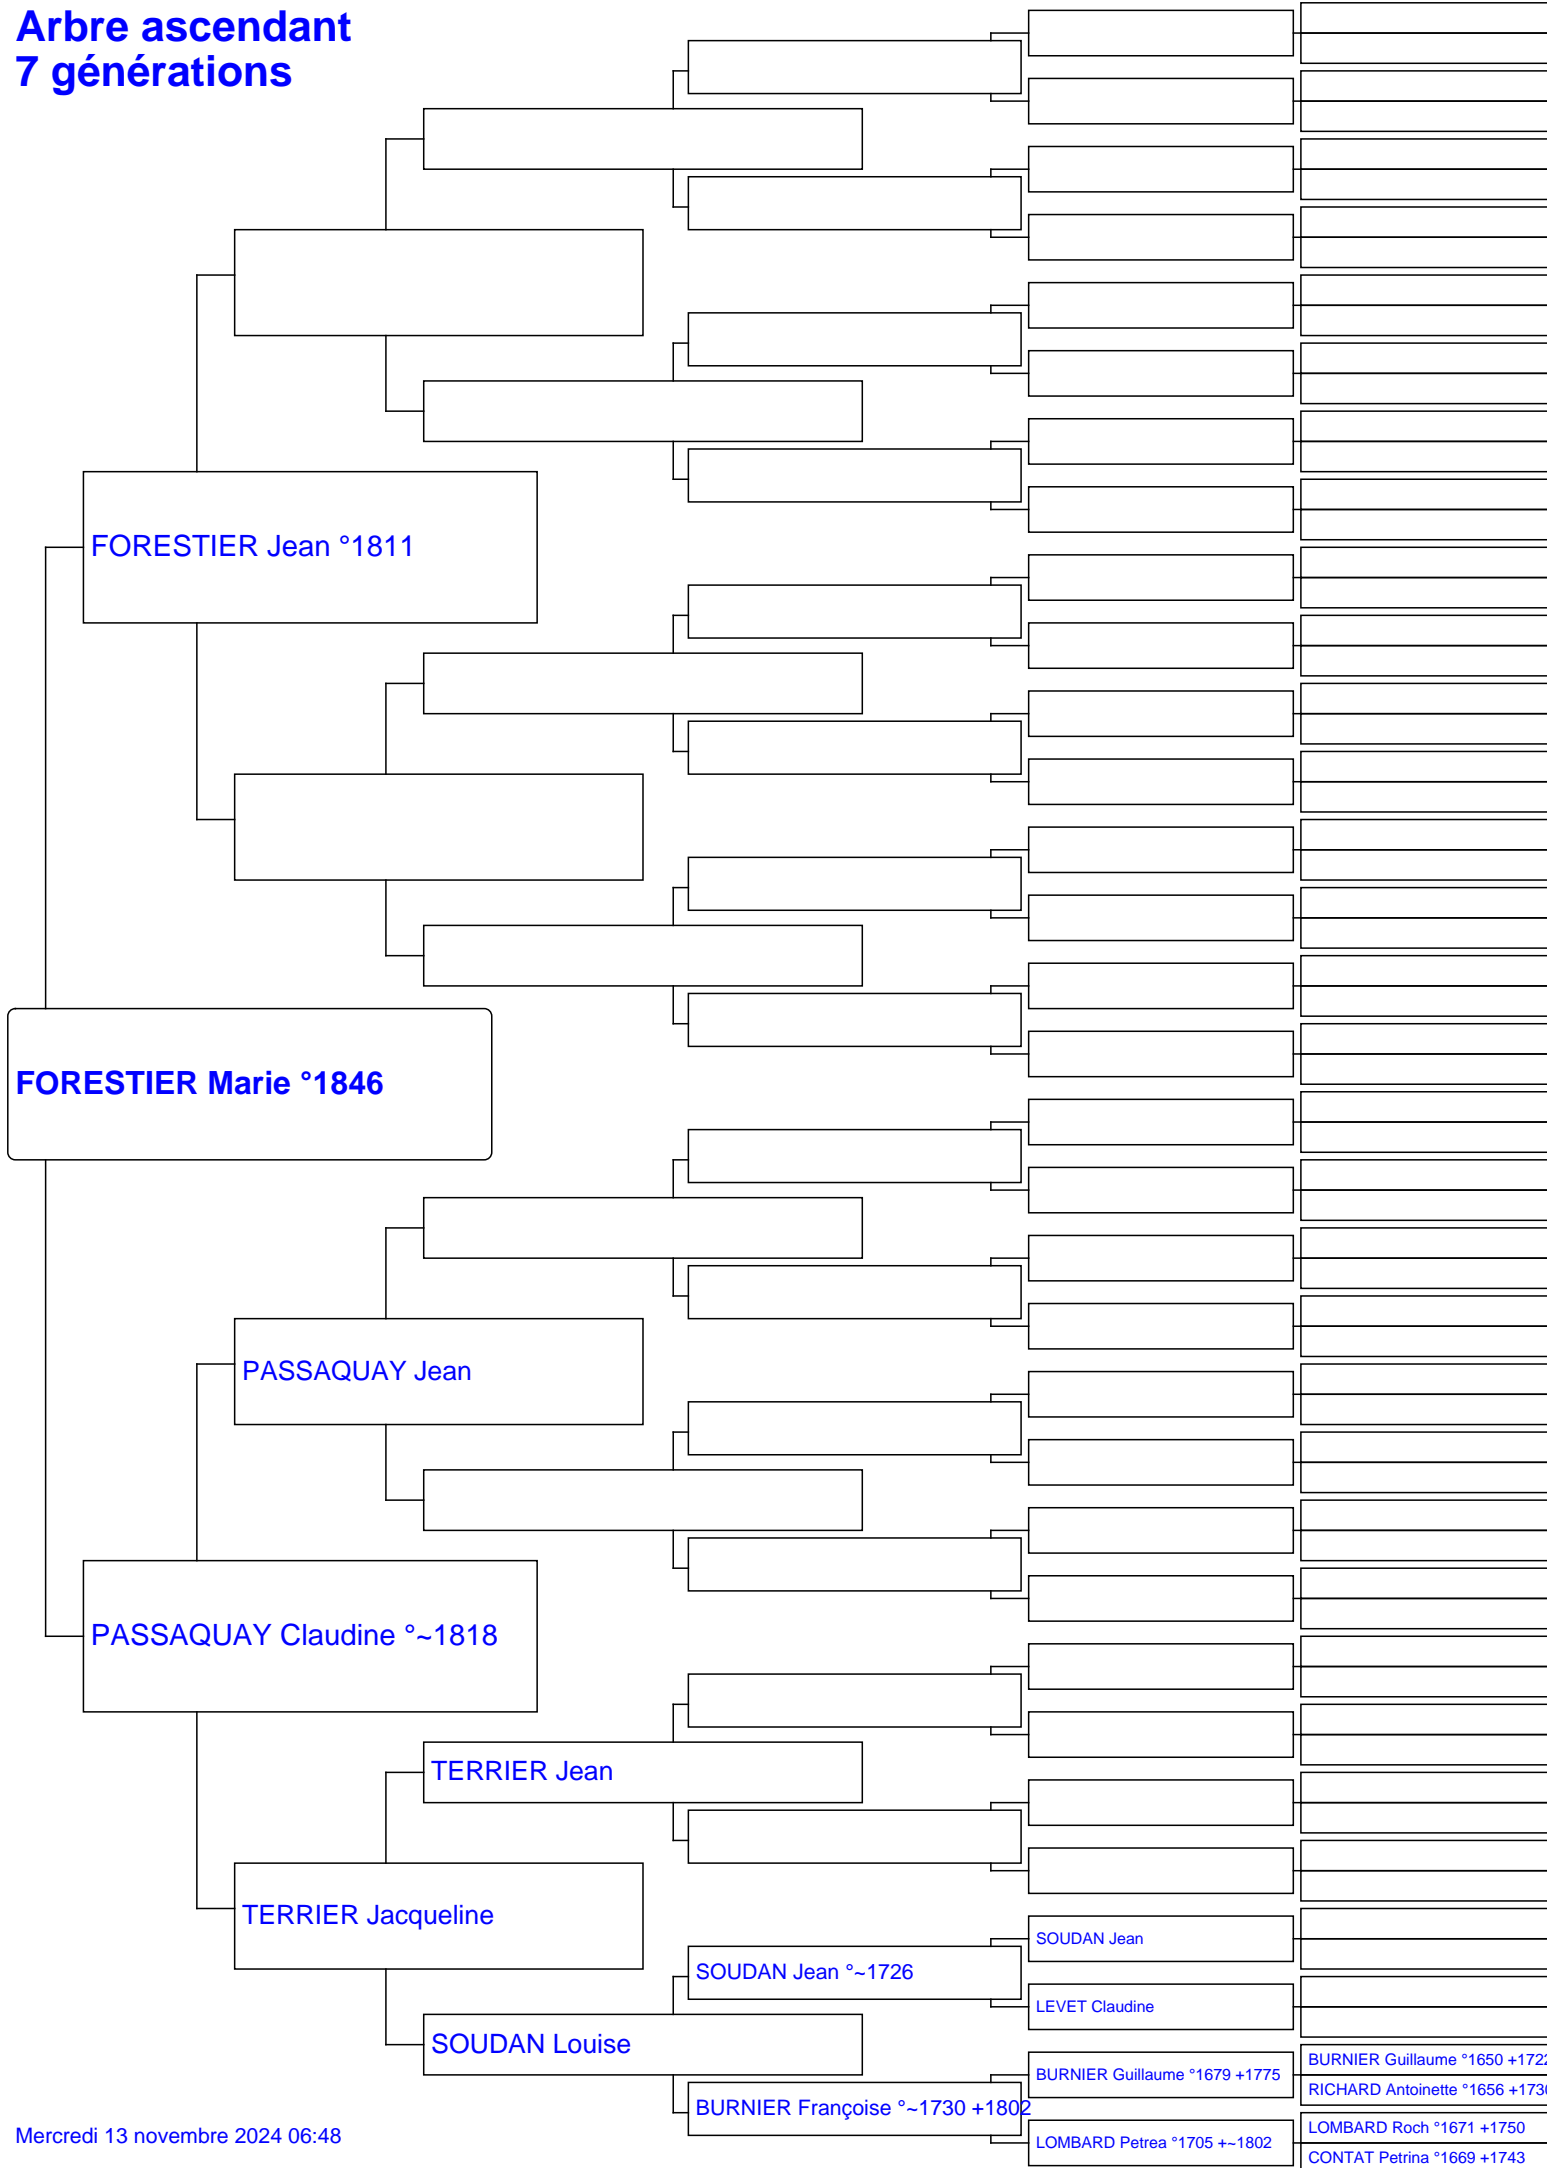 Arbre ascendant
7 générations
FORESTIER Jean °1811
FORESTIER Marie °1846
PASSAQUAY Jean
PASSAQUAY Claudine °~1818
TERRIER Jean
TERRIER Jacqueline
SOUDAN Jean
SOUDAN Jean °~1726
LEVET Claudine
SOUDAN Louise
BURNIER Guillaume °1650 +1722
BURNIER Guillaume °1679 +1775
RICHARD Antoinette °1656 +1730
BURNIER Françoise °~1730 +1802
LOMBARD Roch °1671 +1750
LOMBARD Petrea °1705 +~1802
CONTAT Petrina °1669 +1743
Mercredi 13 novembre 2024 06:48